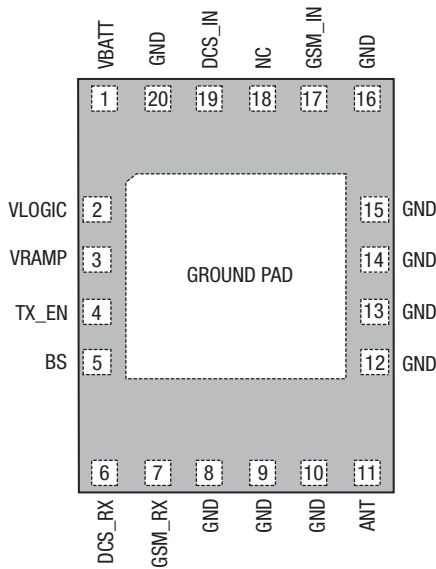 VBATT
GND
DCS_IN
NC
GSM_IN
GND
1 20 19 18 17 16
VLOGIC 2 15 GND
VRAMP 3 14 GND
GROUND PAD
TX_EN 4 13 GND
BS 5 12 GND
6 7 8 9 10 11
DCS_RX
GSM_RX
GND
GND
GND
ANT